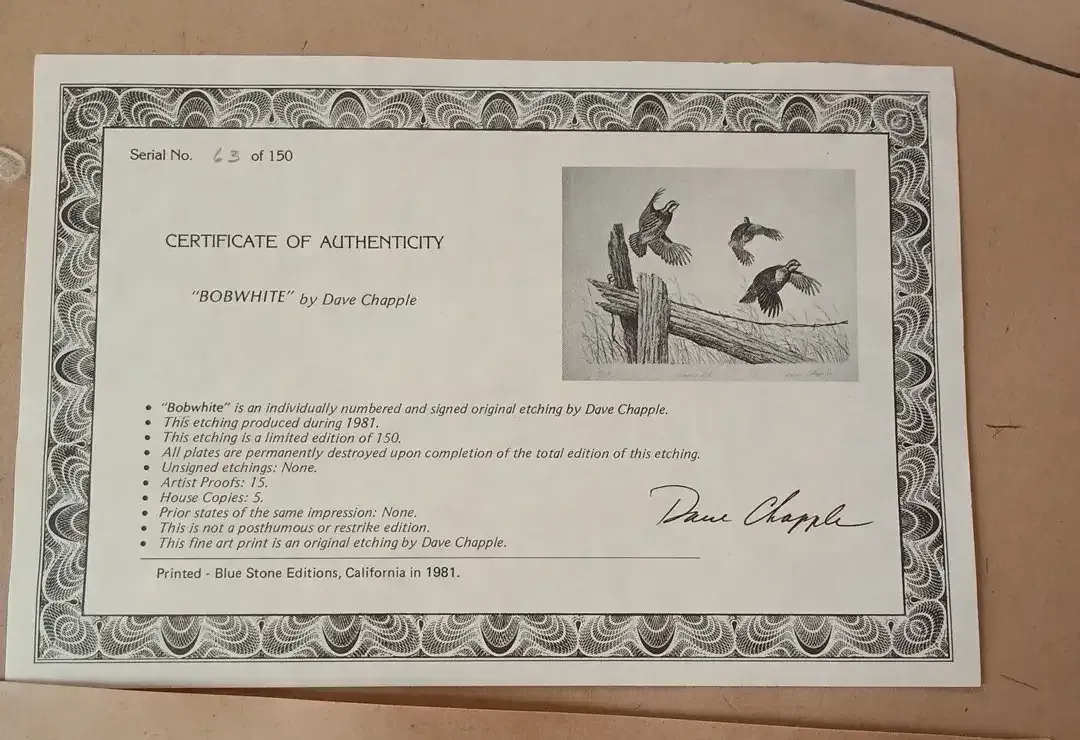 Serial No. 63 of 150
CERTIFICATE OF AUTHENTICITY
"BOBWHITE" by Dave Chapple
• "Bobwhite" is an individually numbered and signed original etching by Dave Chapple.
• This etching produced during 1981.
• This etching is a limited edition of 150.
• All plates are permanently destroyed upon completion of the total edition of this etching.
• Unsigned etchings: None.
• Artist Proofs: 15.
• House Copies: 5.
• Prior states of the same impression: None.
• This is not a posthumous or restrike edition.
• This fine art print is an original etching by Dave Chapple.
Dave Chapple
Printed - Blue Stone Editions, California in 1981.